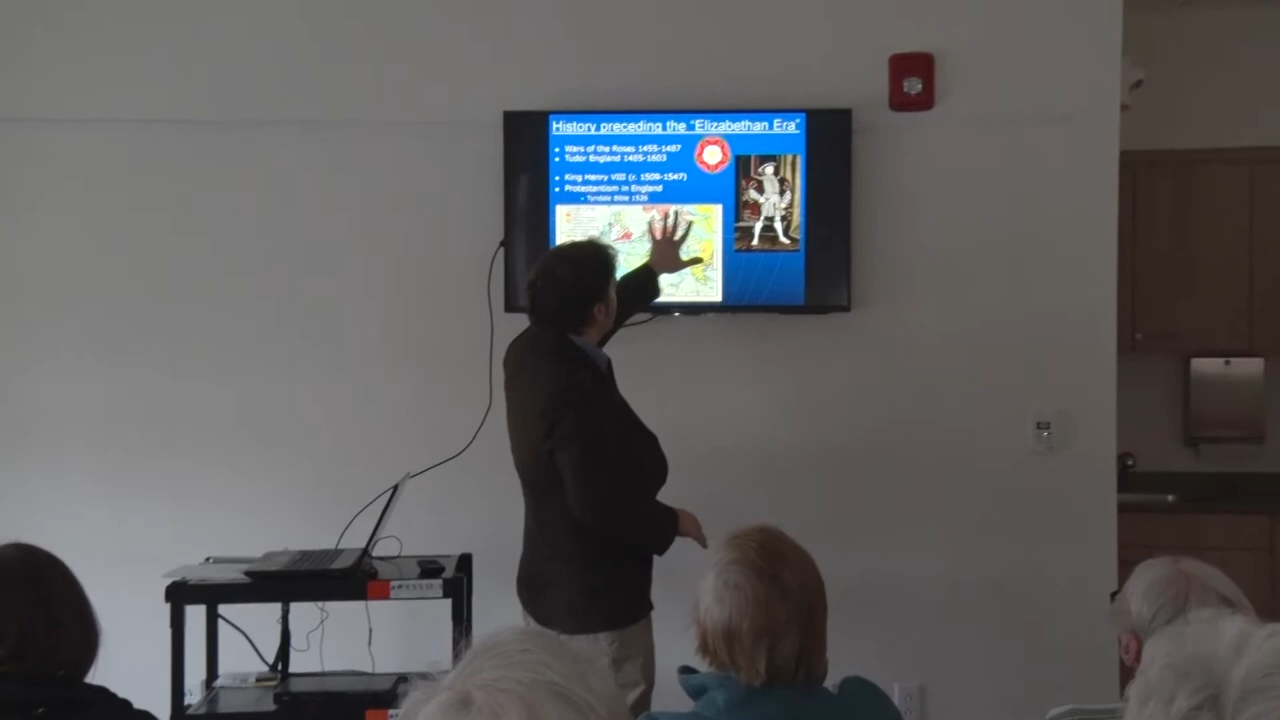 History preceding the "Elizabethan Era"
Wars of the Roses 1455-1487
Tudor England 1485-1603
King Henry VIII (r. 1509-1547)
Protestantism in England
Tyndale Bible 1526